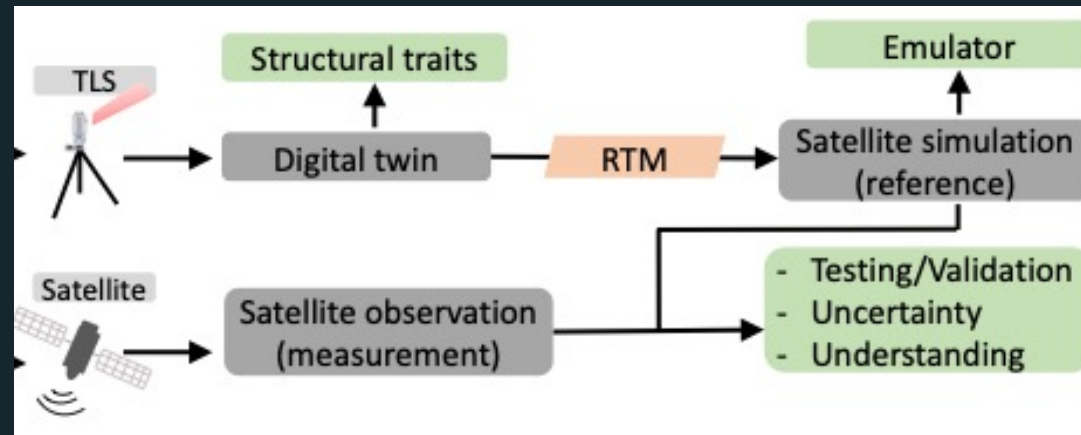 TLS
Structural traits
Emulator
Digital twin
RTM
Satellite simulation
(reference)
Satellite
Satellite observation
(measurement)
- Testing/Validation
- Uncertainty
- Understanding